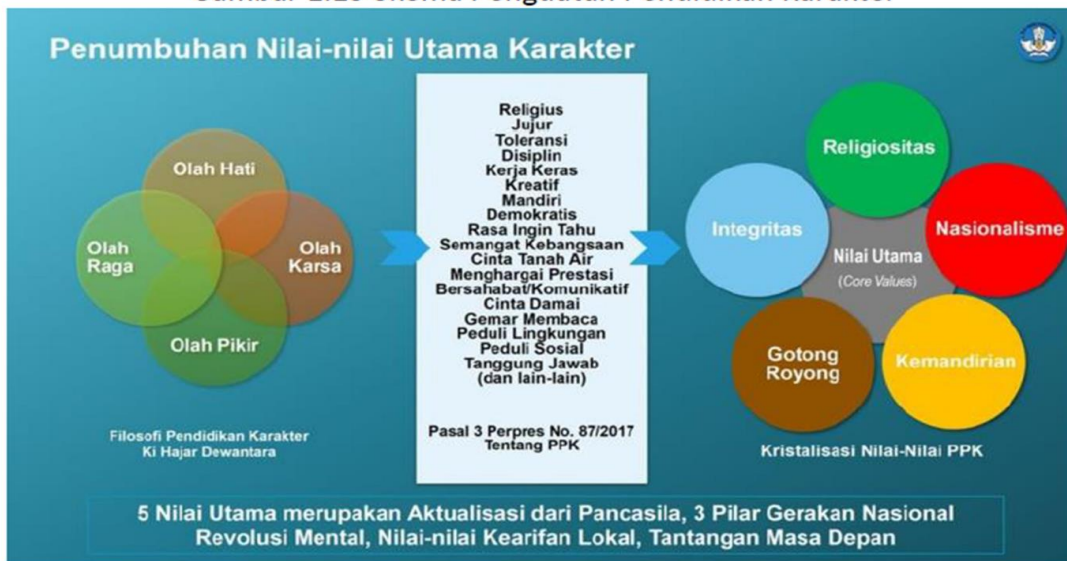 Penumbuhan Nilai-nilai Utama Karakter
Olah Hati
Olah
Raga
Olah
Karsa
Olah Pikir
Filosofi Pendidikan Karakter
Ki Hajar Dewantara
Religius
Jujur
Toleransi
Disiplin
Kerja Keras
Kreatif
Mandiri
Demokratis
Rasa Ingin Tahu
Semangat Kebangsaan
Cinta Tanah Air
Menghargai Prestasi
Bersahabat/Komunikatif
Cinta Damai
Gemar Membaca
Peduli Lingkungan
Peduli Sosial
Tanggung Jawab
(dan lain-lain)
Pasal 3 Perpres No. 87/2017
Tentang PPK
Religiositas
Integritas
Nasionalisme
Nilai Utama
(Core Values)
Gotong
Royong
Kemandirian
Kristalisasi Nilai-Nilai PPK
5 Nilai Utama merupakan Aktualisasi dari Pancasila, 3 Pilar Gerakan Nasional
Revolusi Mental, Nilai-nilai Kearifan Lokal, Tantangan Masa Depan